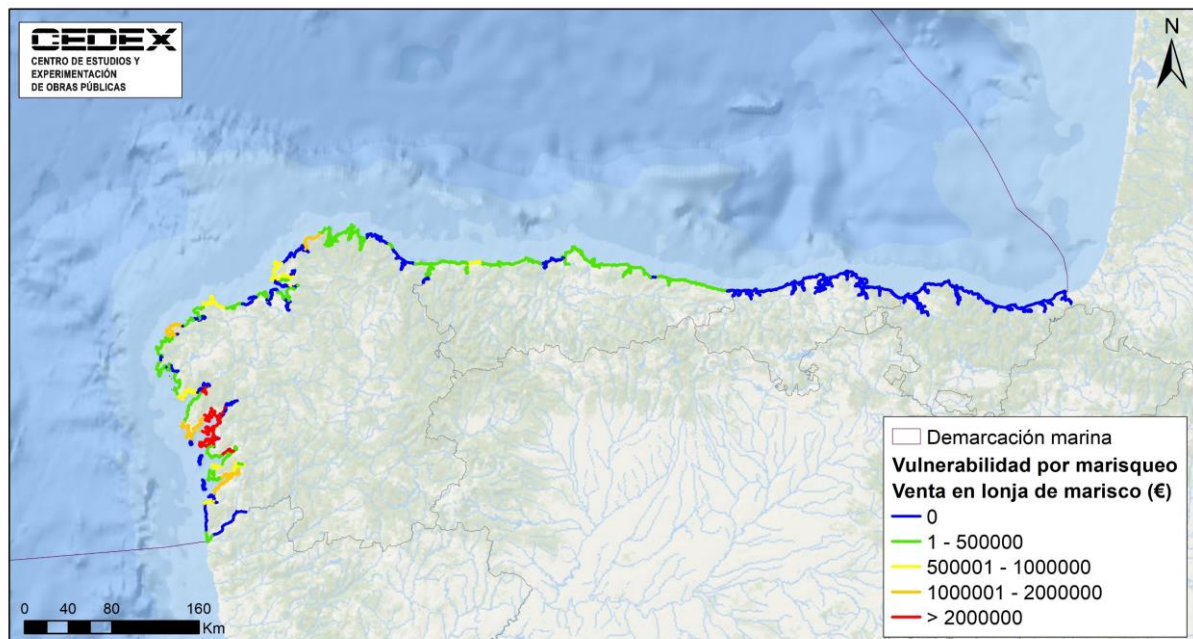 CEDEX
CENTRO DE ESTUDIOS Y
EXPERIMENTACIÓN
DE OBRAS PÚBLICAS
N
Demarcación marina
Vulnerabilidad por marisqueo
Venta en lonja de marisco (€)
0
1 - 500000
500001 - 1000000
1000001 - 2000000
> 2000000
0 40 80 160
Km